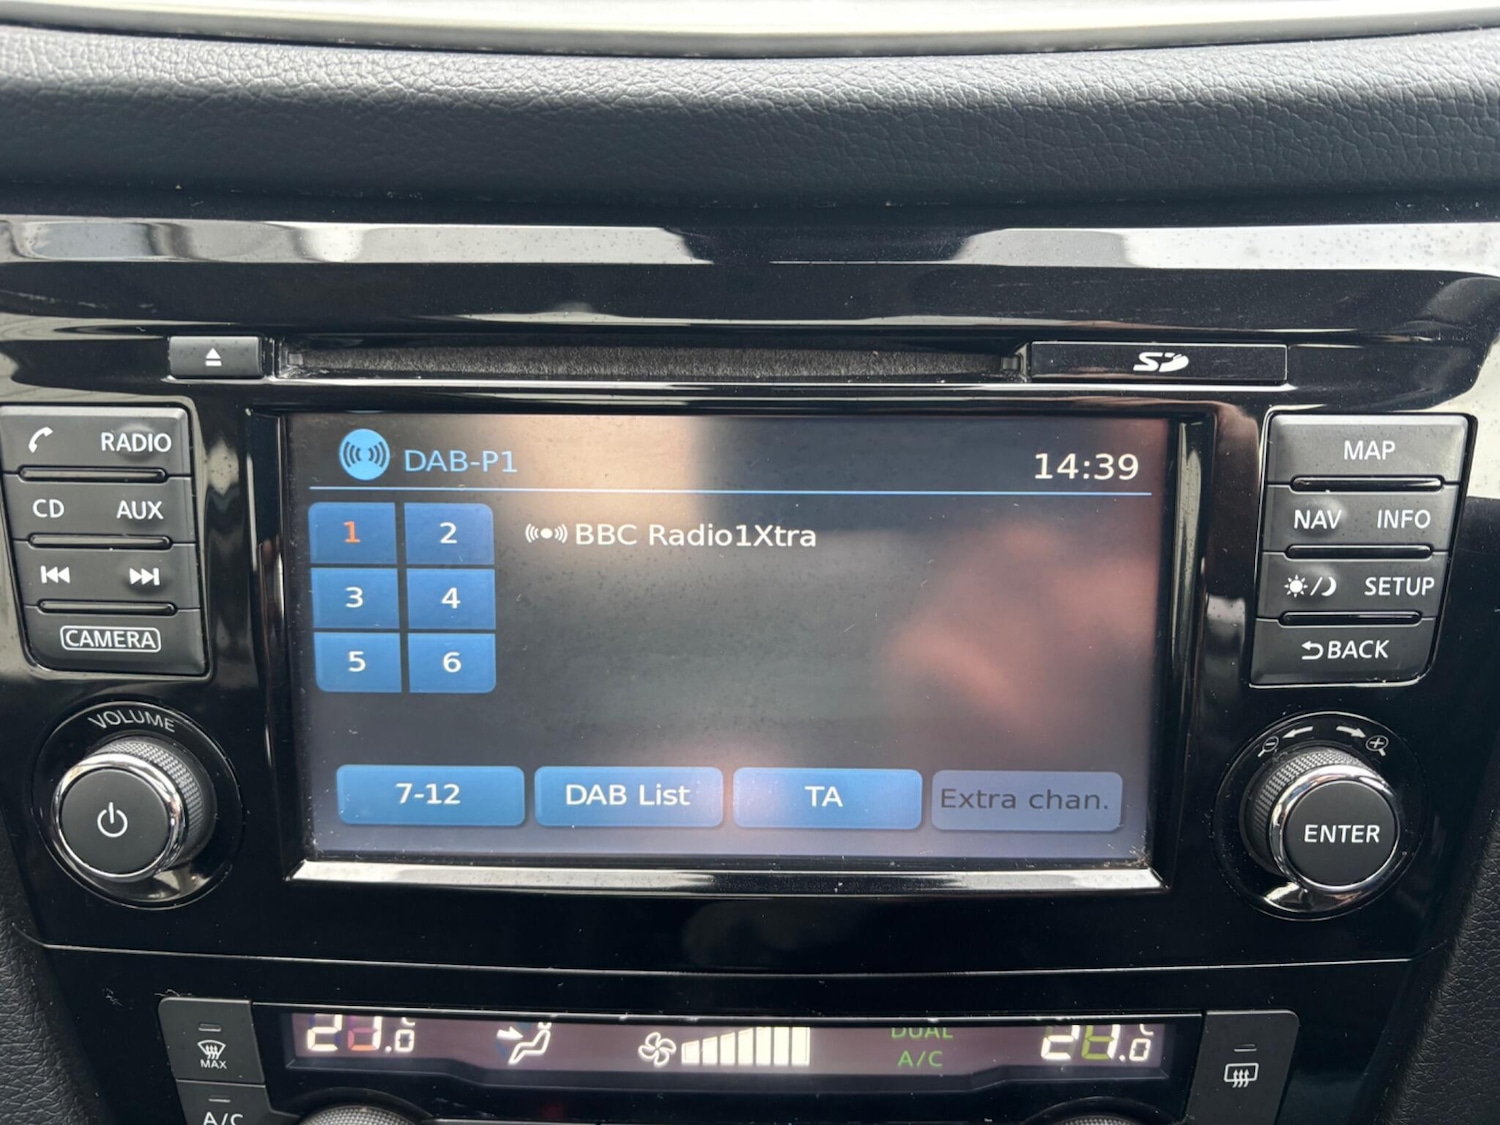 SD
RADIO
CD AUX
CAMERA
VOLUME
DAB-P1
14:39
1 2
3 4
5 6
BBC Radio1Xtra
7-12 DAB List TA Extra chan.
MAP
NAV INFO
SETUP
BACK
ENTER
MAX
A/C
DUAL
A/C